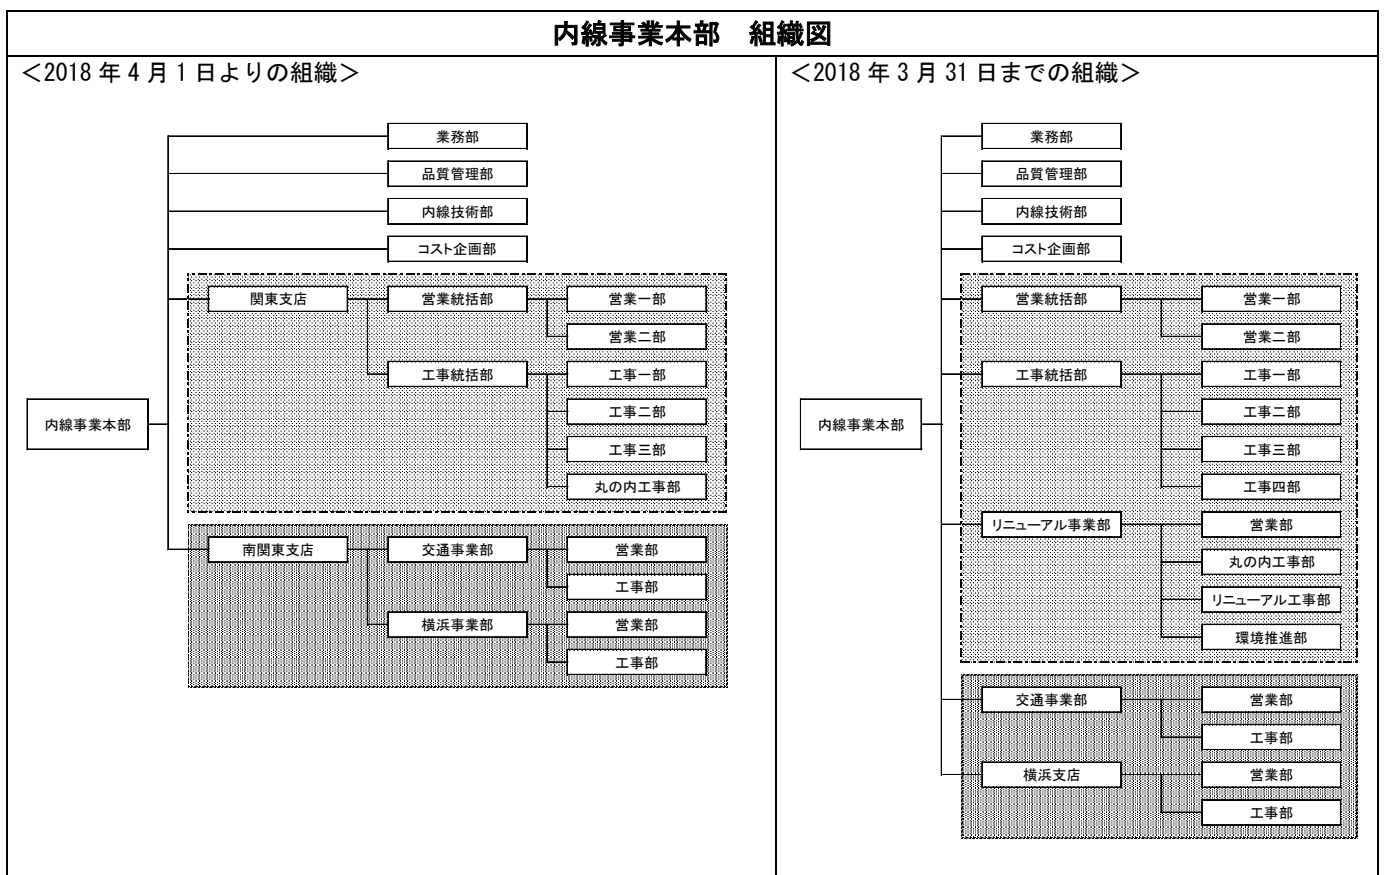 内線事業本部　組織図
＜2018 年 4 月 1 日よりの組織＞
業務部
品質管理部
内線技術部
コスト企画部
関東支店
営業統括部
営業一部
営業二部
工事統括部
工事一部
内線事業本部
工事二部
工事三部
丸の内工事部
南関東支店
交通事業部
営業部
工事部
横浜事業部
営業部
工事部
＜2018 年 3 月 31 日までの組織＞
業務部
品質管理部
内線技術部
コスト企画部
営業統括部
営業一部
営業二部
工事統括部
工事一部
内線事業本部
工事二部
工事三部
工事四部
リニューアル事業部
営業部
丸の内工事部
リニューアル工事部
環境推進部
交通事業部
営業部
工事部
横浜支店
営業部
工事部